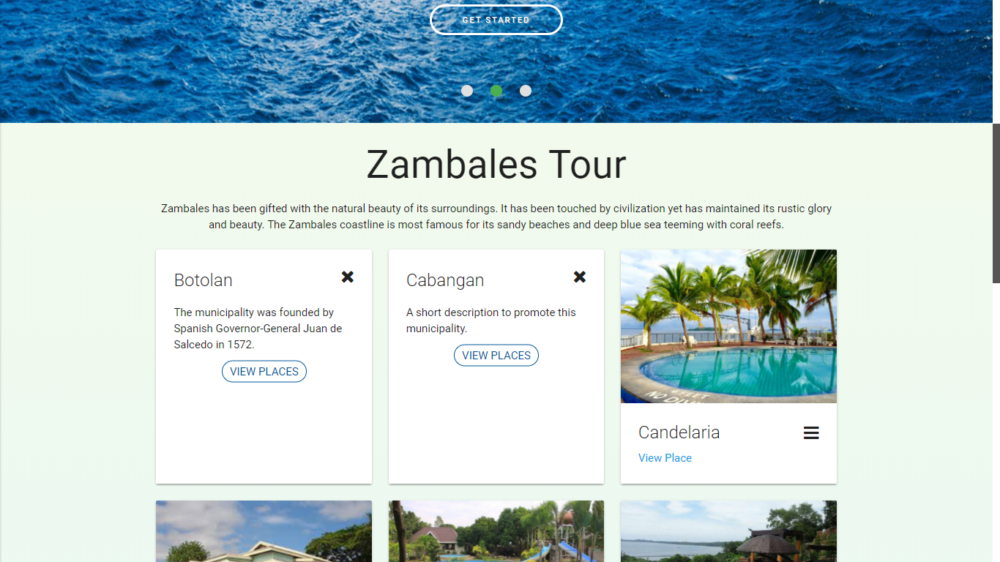 GET STARTED
Zambales Tour
Zambales has been gifted with the natural beauty of its surroundings. It has been touched by civilization yet has maintained its rustic glory
and beauty. The Zambales coastline is most famous for its sandy beaches and deep blue sea teeming with coral reefs.
Botolan
The municipality was founded by
Spanish Governor-General Juan de
Salcedo in 1572.
VIEW PLACES
Cabangan
A short description to promote this
municipality.
VIEW PLACES
FEET
NO DIVI
Candelaria
View Place